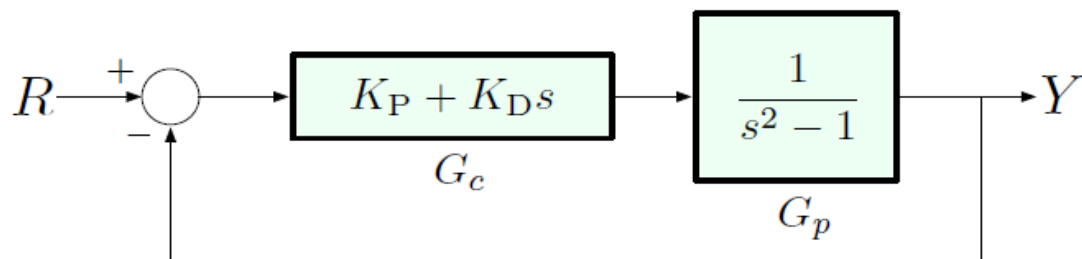 R
+
−
K_P + K_D s
G_c
1
s^2 − 1
G_p
Y